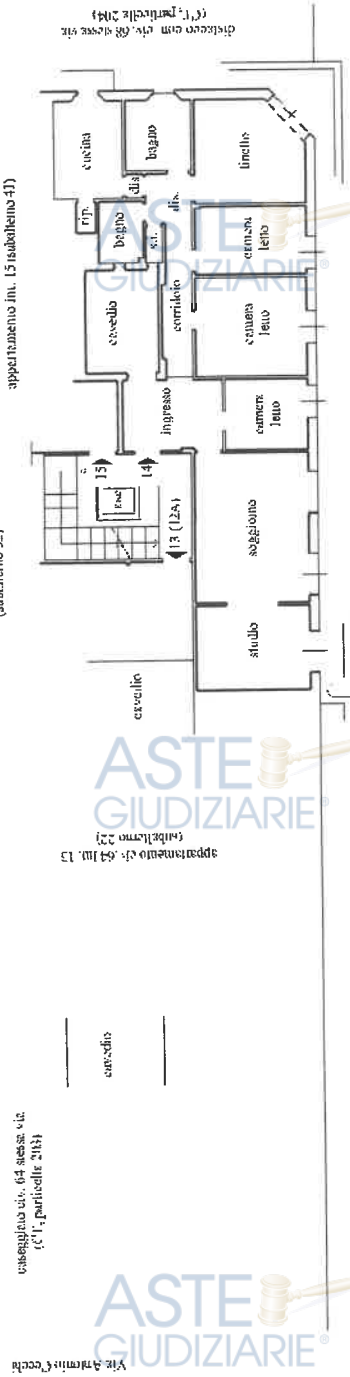 distacco con civ. 68 stessa via
(C.T., particella 204)
appartamento int. 15 (subalterno 41)
cucina
bagno
tinello
rip.
dis.
bagno
dis.
cavedio
corridoio
camera
letto
camera
letto
camera
letto
ingresso
15
14
13 (12A)
soggiorno
studio
cavedio
appartamento civ. 64 int. 13
(subalterno 22)
cavedio
caseggiato civ. 64 stessa via
(C.T., particella 203)
Via Antonio Cecchi
ASTE
GIUDIZIARIE®
ASTE
GIUDIZIARIE®
ASTE
GIUDIZIARIE®